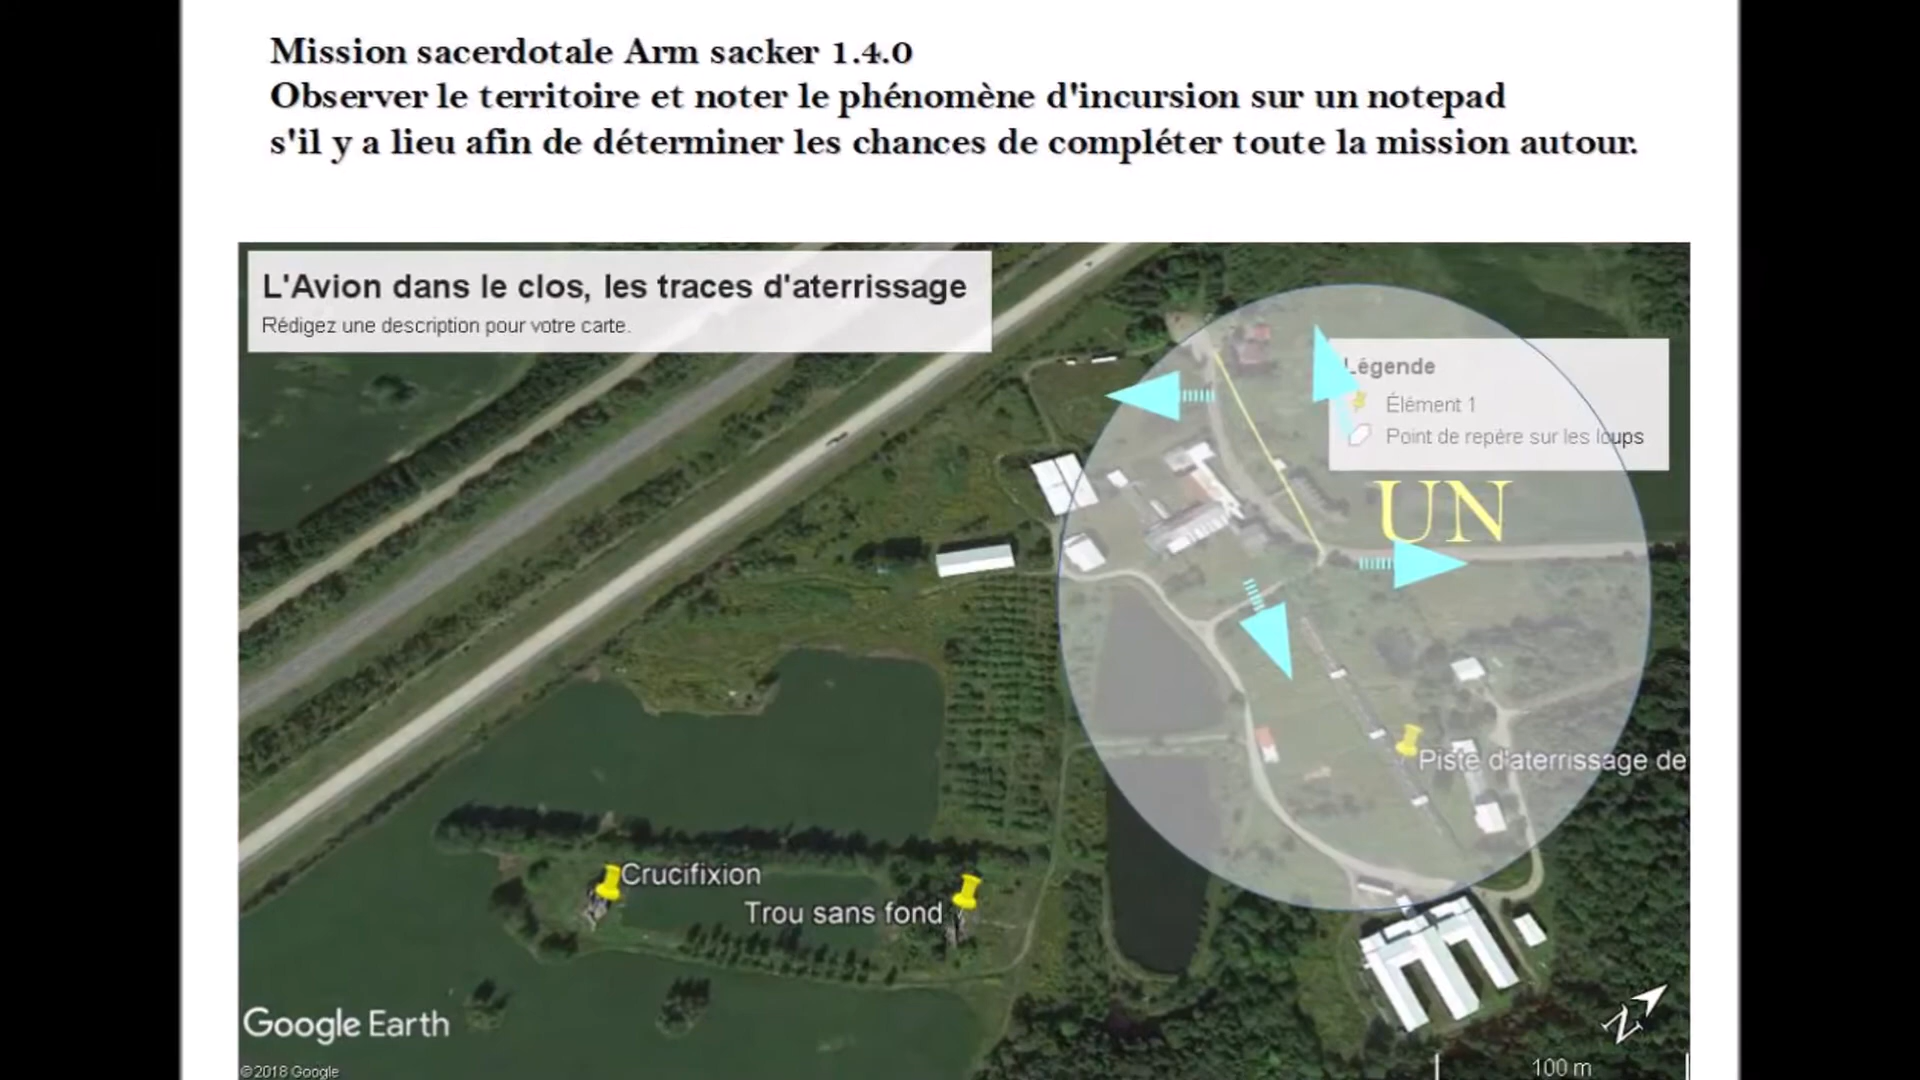 Mission sacerdotale Arm sacker 1.4.0
Observer le territoire et noter le phénomène d'incursion sur un notepad
s'il y a lieu afin de déterminer les chances de compléter toute la mission autour.
L'Avion dans le clos, les traces d'aterrissage
Rédigez une description pour votre carte.
Légende
Élément 1
Point de repère sur les loups
UN
Piste d'aterrissage de
Crucifixion
Trou sans fond
Google Earth
©2018 Google
N
100 m